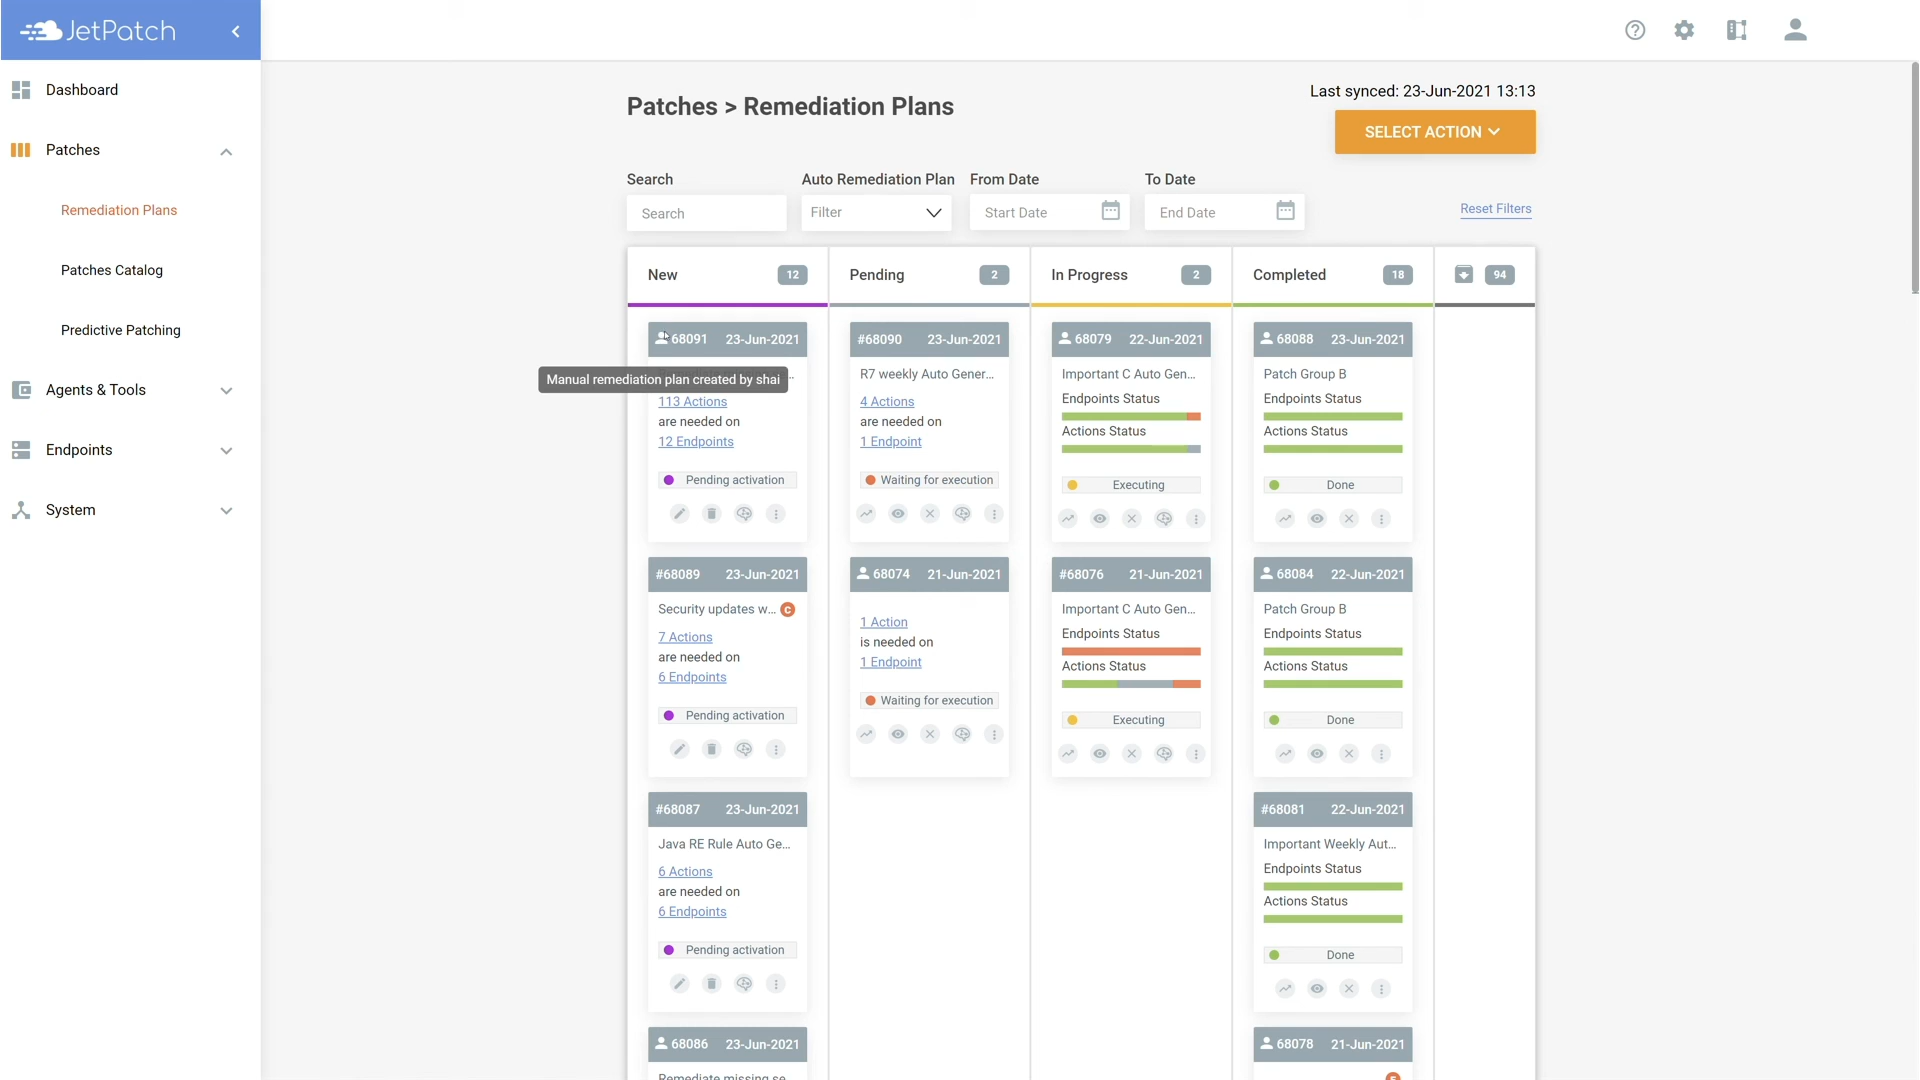 JetPatch
Dashboard
Patches
Remediation Plans
Patches Catalog
Predictive Patching
Agents & Tools
Endpoints
System
Patches > Remediation Plans
Last synced: 23-Jun-2021 13:13
SELECT ACTION
Search
Auto Remediation Plan
From Date
To Date
Search
Filter
Start Date
End Date
Reset Filters
New 12
Pending 2
In Progress 2
Completed 18
94
68091 23-Jun-2021
Manual remediation plan created by shai
113 Actions
are needed on
12 Endpoints
Pending activation
#68089 23-Jun-2021
Security updates w... C
7 Actions
are needed on
6 Endpoints
Pending activation
#68087 23-Jun-2021
Java RE Rule Auto Ge...
6 Actions
are needed on
6 Endpoints
Pending activation
68086 23-Jun-2021
Remediate missing se...
#68090 23-Jun-2021
R7 weekly Auto Gener...
4 Actions
are needed on
1 Endpoint
Waiting for execution
68074 21-Jun-2021
1 Action
is needed on
1 Endpoint
Waiting for execution
68079 22-Jun-2021
Important C Auto Gen...
Endpoints Status
Actions Status
Executing
#68076 21-Jun-2021
Important C Auto Gen...
Endpoints Status
Actions Status
Executing
68088 23-Jun-2021
Patch Group B
Endpoints Status
Actions Status
Done
68084 22-Jun-2021
Patch Group B
Endpoints Status
Actions Status
Done
#68081 22-Jun-2021
Important Weekly Aut...
Endpoints Status
Actions Status
Done
68078 21-Jun-2021